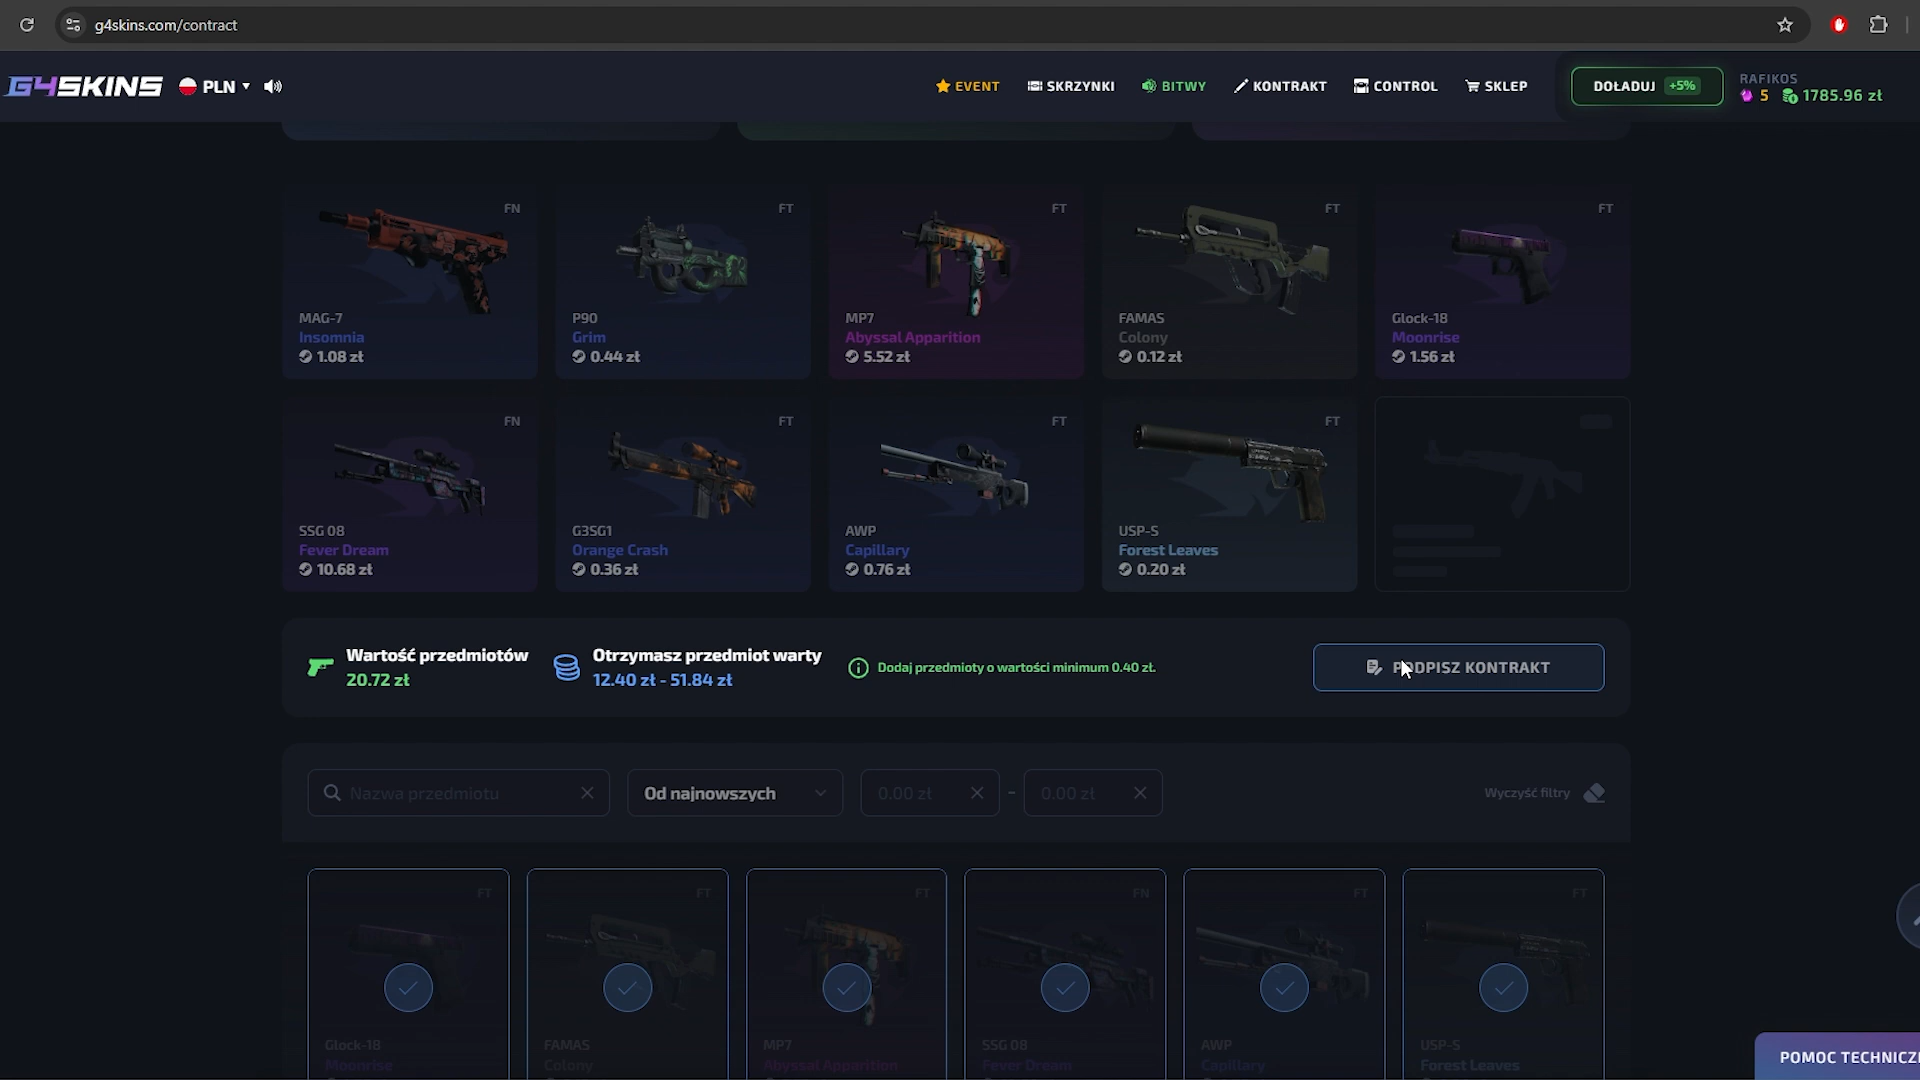 g4skins.com/contract
G4SKINS
PLN
EVENT
SKRZYNKI
BITWY
KONTRAKT
CONTROL
SKLEP
DOŁADUJ +5%
RAFIKOS
5 1785.96 zł
FN
MAG-7
Insomnia
1.08 zł
FT
P90
Grim
0.44 zł
FT
MP7
Abyssal Apparition
5.52 zł
FT
FAMAS
Colony
0.12 zł
FT
Glock-18
Moonrise
1.56 zł
FN
SSG 08
Fever Dream
10.68 zł
FT
G3SG1
Orange Crash
0.36 zł
FT
AWP
Capillary
0.76 zł
FT
USP-S
Forest Leaves
0.20 zł
Wartość przedmiotów
20.72 zł
Otrzymasz przedmiot warty
12.40 zł - 51.84 zł
Dodaj przedmioty o wartości minimum 0.40 zł.
PODPISZ KONTRAKT
Nazwa przedmiotu
Od najnowszych
0.00 zł - 0.00 zł
Wyczyść filtry
FT
Glock-18
Moonrise
FT
FAMAS
Colony
FT
MP7
Abyssal Apparition
FN
SSG 08
Fever Dream
FT
AWP
Capillary
FT
USP-S
Forest Leaves
POMOC TECHNICZ